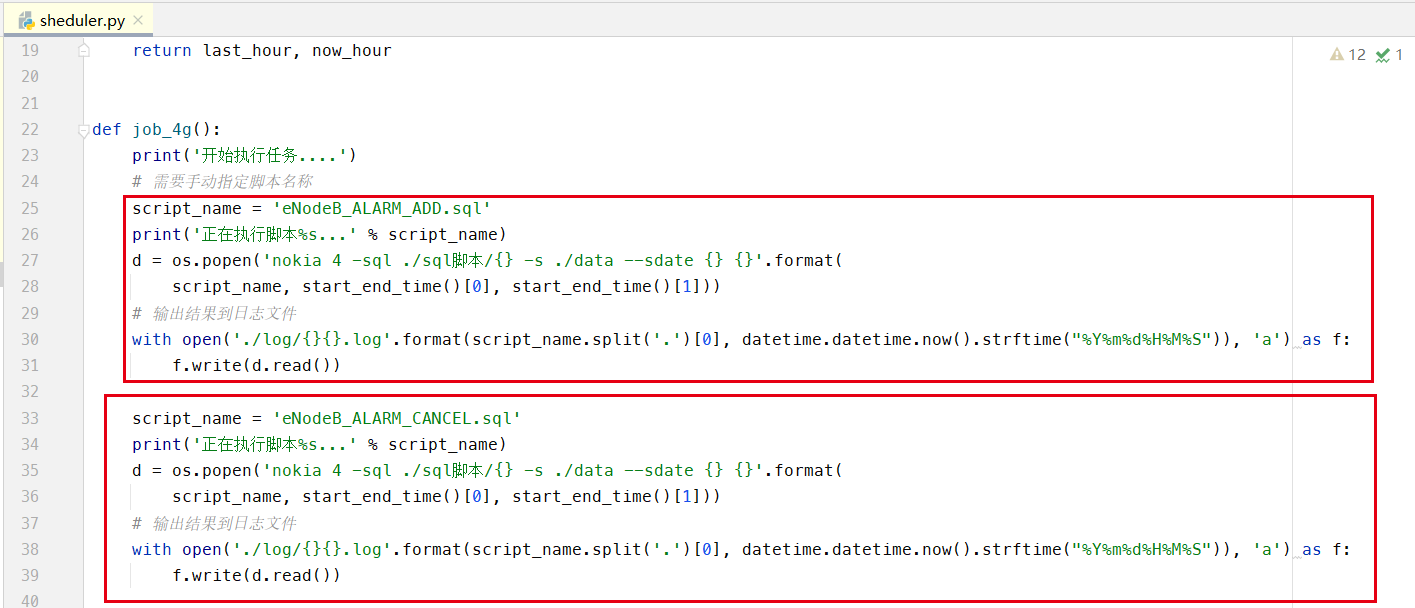 sheduler.py
12 1
19 return last_hour, now_hour
20
21
22 def job_4g():
23 print('开始执行任务....')
24 # 需要手动指定脚本名称
25 script_name = 'eNodeB_ALARM_ADD.sql'
26 print('正在执行脚本%s...' % script_name)
27 d = os.popen('nokia 4 -sql ./sql脚本/{} -s ./data --sdate {} {}'.format(
28 script_name, start_end_time()[0], start_end_time()[1]))
29 # 输出结果到日志文件
30 with open('./log/{}{}.log'.format(script_name.split('.')[0], datetime.datetime.now().strftime("%Y%m%d%H%M%S")), 'a') as f:
31 f.write(d.read())
32
33 script_name = 'eNodeB_ALARM_CANCEL.sql'
34 print('正在执行脚本%s...' % script_name)
35 d = os.popen('nokia 4 -sql ./sql脚本/{} -s ./data --sdate {} {}'.format(
36 script_name, start_end_time()[0], start_end_time()[1]))
37 # 输出结果到日志文件
38 with open('./log/{}{}.log'.format(script_name.split('.')[0], datetime.datetime.now().strftime("%Y%m%d%H%M%S")), 'a') as f:
39 f.write(d.read())
40